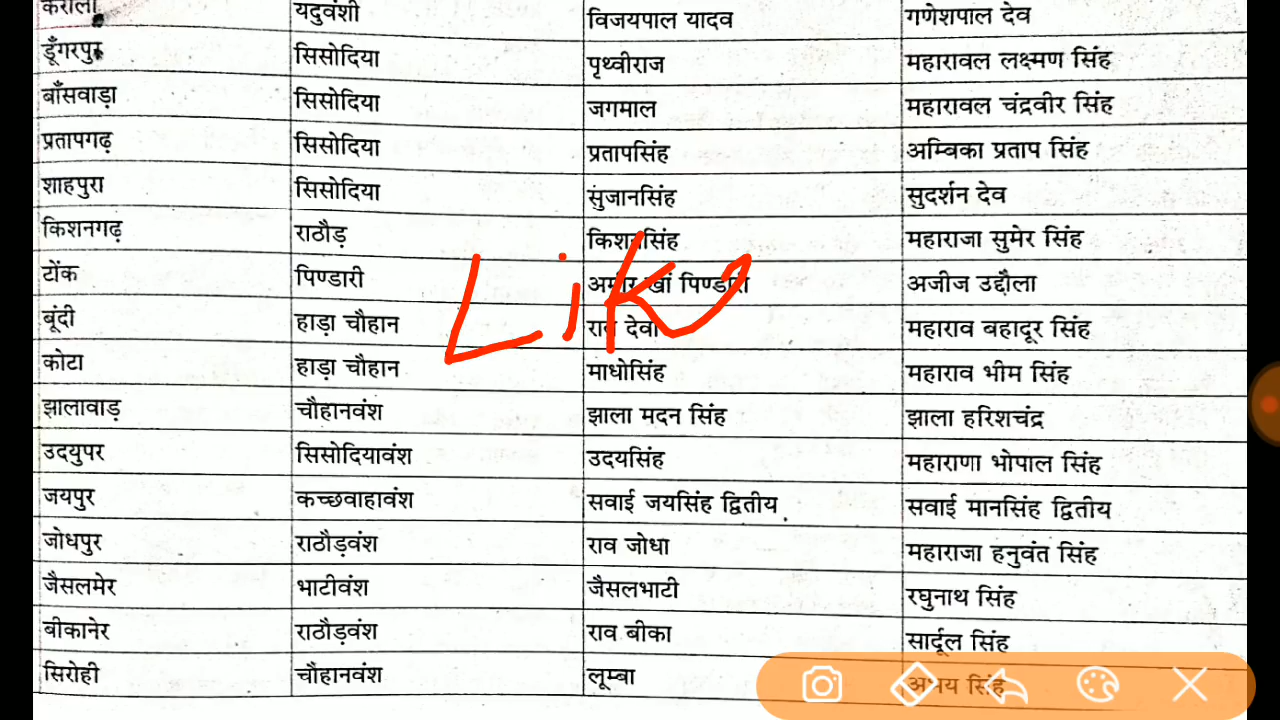 करौली यदुवंशी विजयपाल यादव गणेशपाल देव
डूँगरपुर सिसोदिया पृथ्वीराज महारावल लक्ष्मण सिंह
बाँसवाड़ा सिसोदिया जगमाल महारावल चंद्रवीर सिंह
प्रतापगढ़ सिसोदिया प्रतापसिंह अम्बिका प्रताप सिंह
शाहपुरा सिसोदिया सुंजानसिंह सुदर्शन देव
किशनगढ़ राठौड़ किशनसिंह महाराजा सुमेर सिंह
टोंक पिण्डारी अमीर खां पिण्डारी अजीज उद्दौला
बूंदी हाड़ा चौहान राव देवा महाराव बहादूर सिंह
कोटा हाड़ा चौहान माधोसिंह महाराव भीम सिंह
झालावाड़ चौहानवंश झाला मदन सिंह झाला हरिशचंद्र
उदयुपर सिसोदियावंश उदयसिंह महाराणा भोपाल सिंह
जयपुर कच्छवाहावंश सवाई जयसिंह द्वितीय सवाई मानसिंह द्वितीय
जोधपुर राठौड़वंश राव जोधा महाराजा हनुवंत सिंह
जैसलमेर भाटीवंश जैसलभाटी रघुनाथ सिंह
बीकानेर राठौड़वंश राव बीका सार्दूल सिंह
सिरोही चौहानवंश लूम्बा अभय सिंह